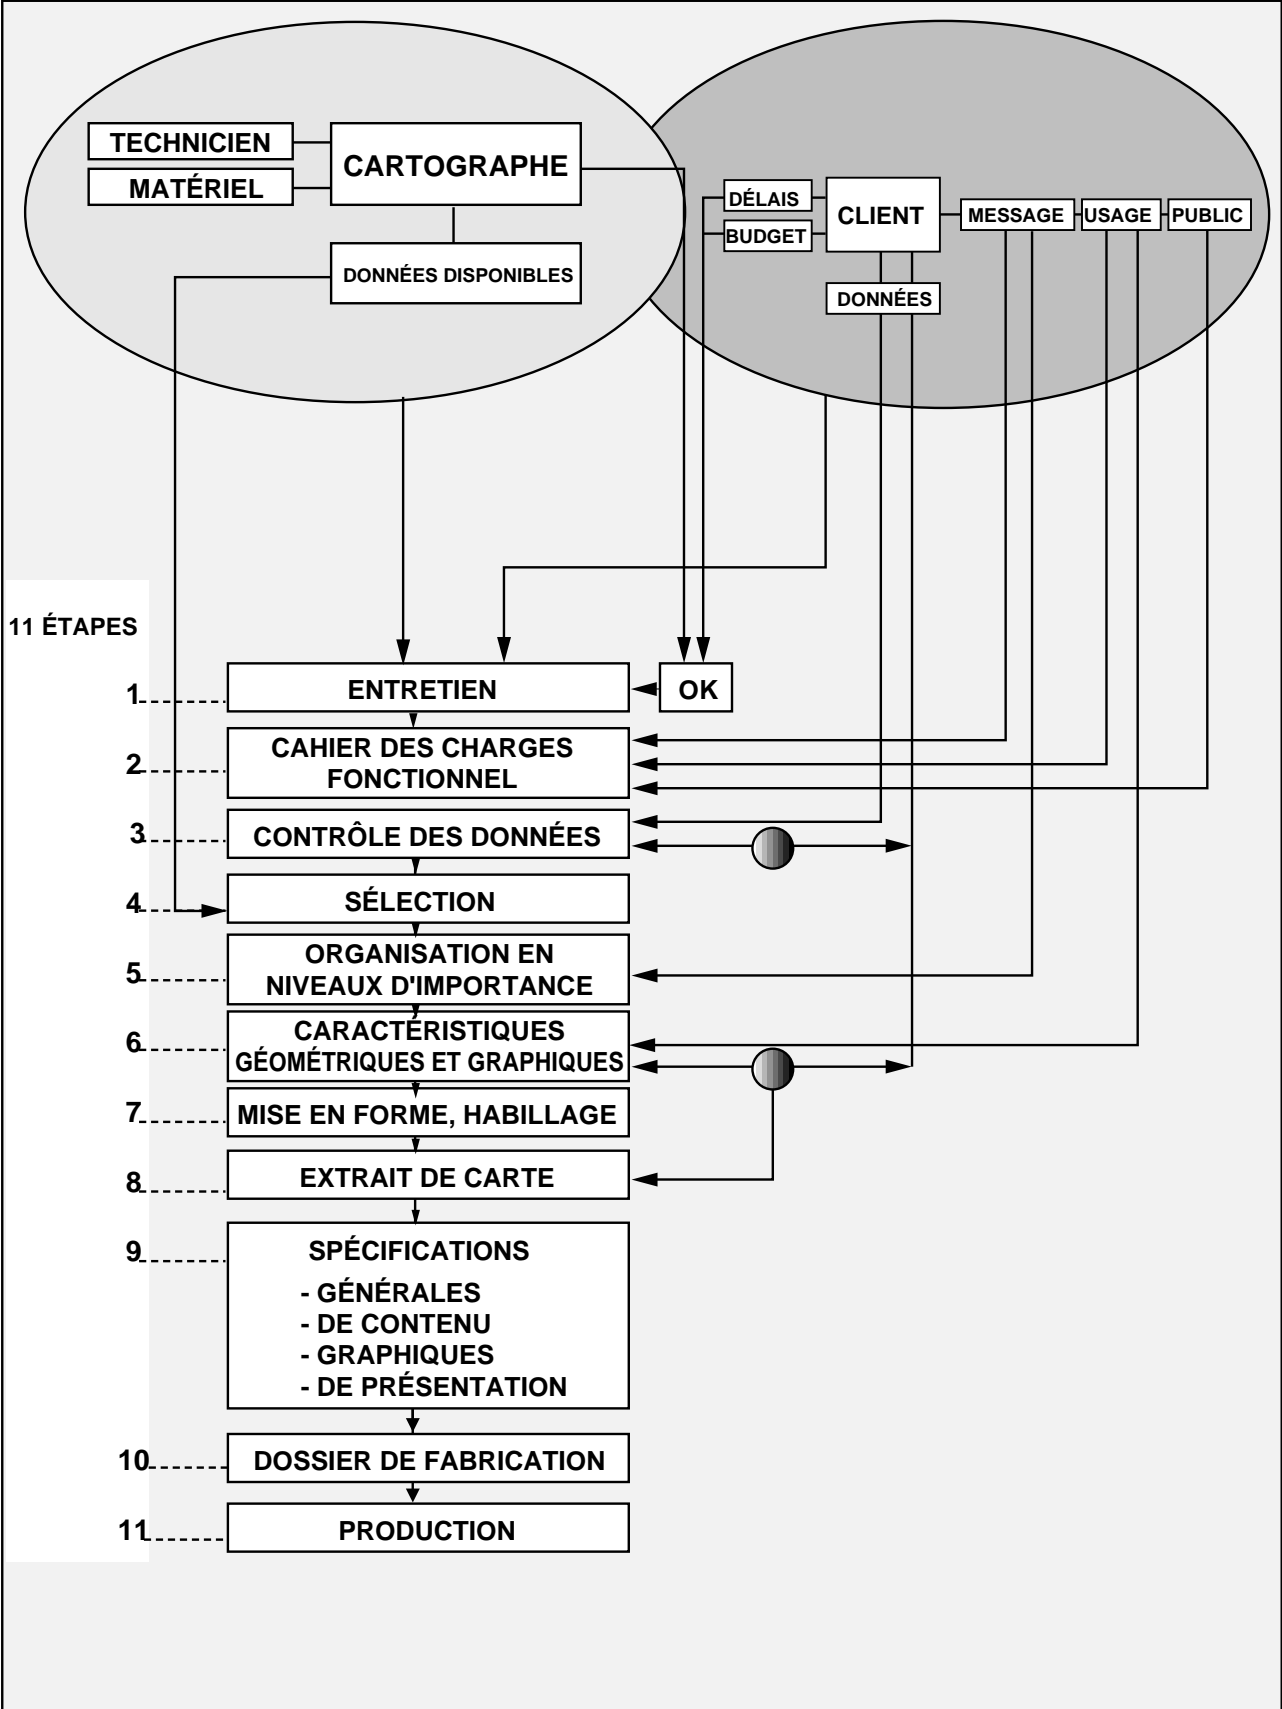 TECHNICIEN
MATÉRIEL
CARTOGRAPHE
DONNÉES DISPONIBLES
DÉLAIS
BUDGET
CLIENT
MESSAGE
USAGE
PUBLIC
DONNÉES
11 ÉTAPES
1
ENTRETIEN
OK
2
CAHIER DES CHARGES
FONCTIONNEL
3
CONTRÔLE DES DONNÉES
4
SÉLECTION
5
ORGANISATION EN
NIVEAUX D'IMPORTANCE
6
CARACTÉRISTIQUES
GÉOMÉTRIQUES ET GRAPHIQUES
7
MISE EN FORME, HABILLAGE
8
EXTRAIT DE CARTE
9
SPÉCIFICATIONS
- GÉNÉRALES
- DE CONTENU
- GRAPHIQUES
- DE PRÉSENTATION
10
DOSSIER DE FABRICATION
11
PRODUCTION